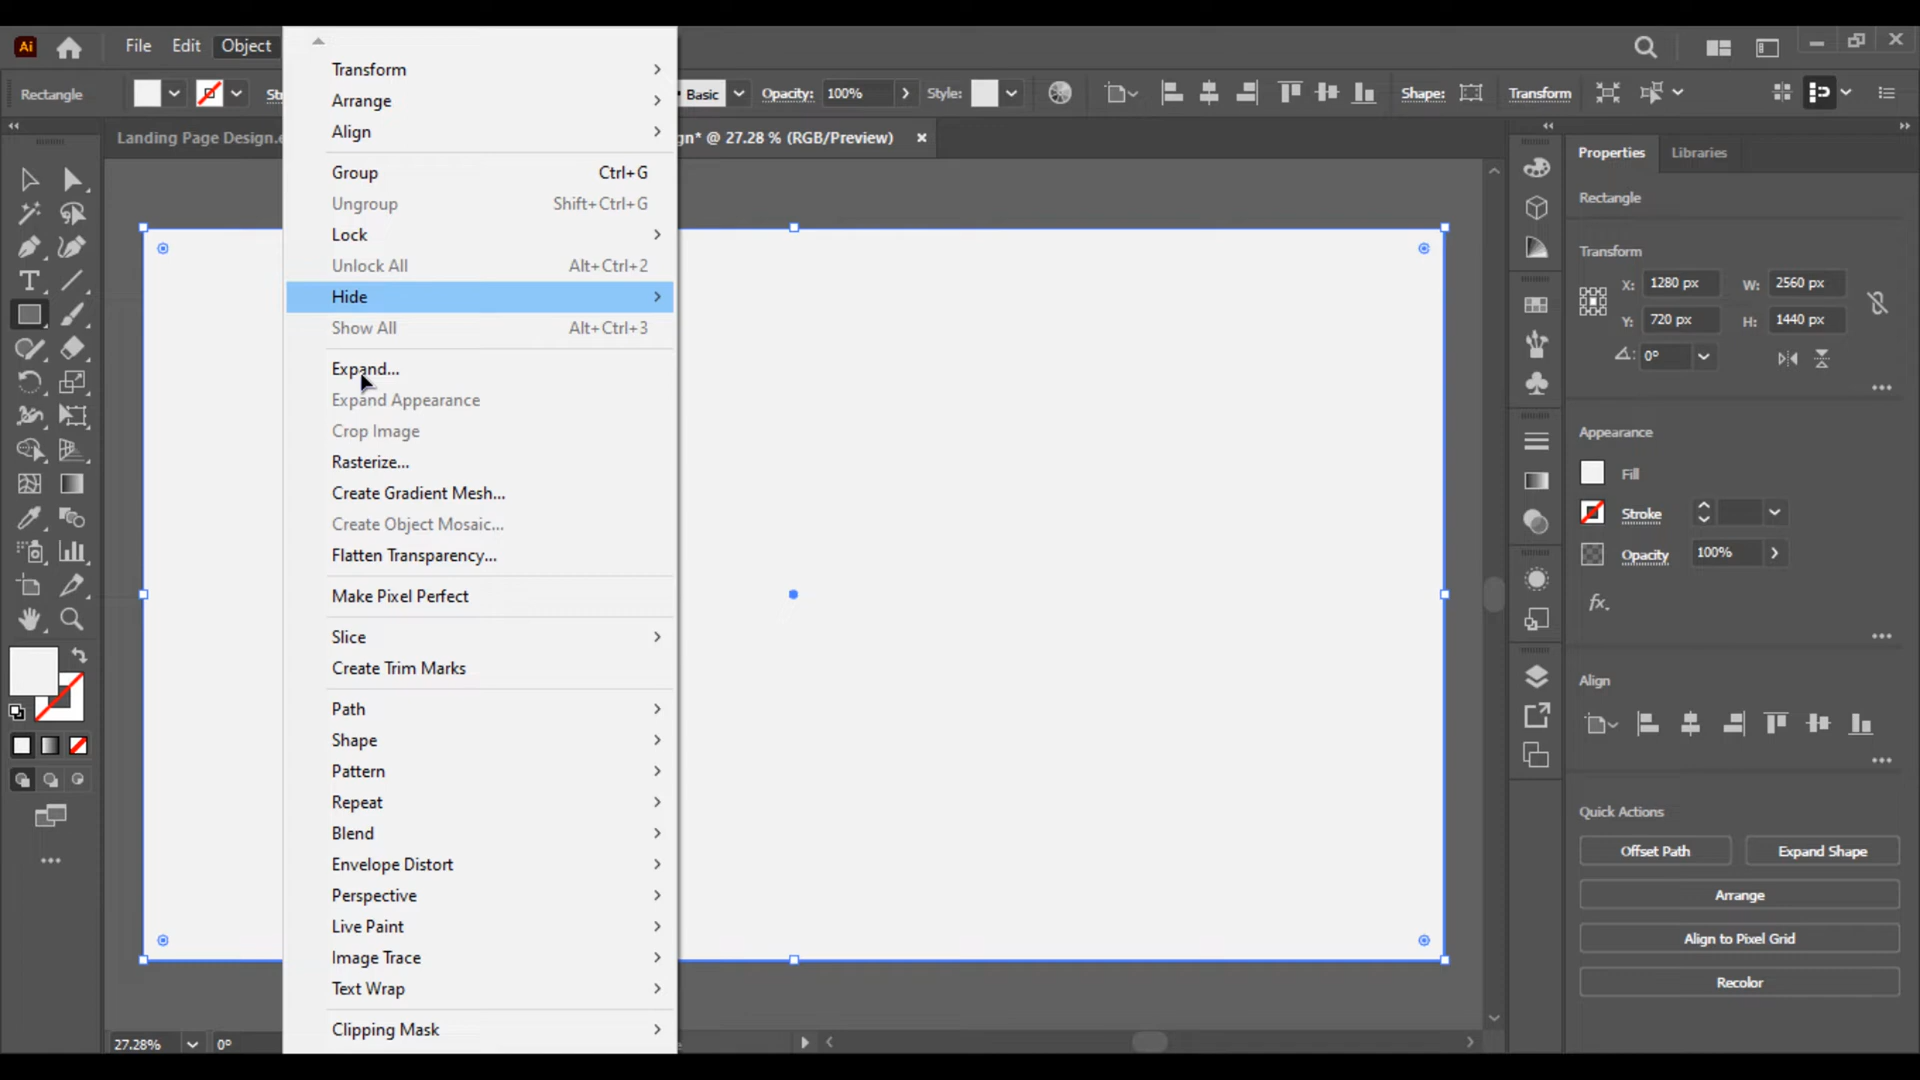 Ai File Edit Object
Rectangle Basic Opacity: 100% Style: Shape: Transform
Landing Page Design. gn* @ 27.28 % (RGB/Preview)
Transform
Arrange
Align
Group Ctrl+G
Ungroup Shift+Ctrl+G
Lock
Unlock All Alt+Ctrl+2
Hide
Show All Alt+Ctrl+3
Expand...
Expand Appearance
Crop Image
Rasterize...
Create Gradient Mesh...
Create Object Mosaic...
Flatten Transparency...
Make Pixel Perfect
Slice
Create Trim Marks
Path
Shape
Pattern
Repeat
Blend
Envelope Distort
Perspective
Live Paint
Image Trace
Text Wrap
Clipping Mask
Properties Libraries
Rectangle
Transform
X: 1280 px W: 2560 px
Y: 720 px H: 1440 px
0°
Appearance
Fill
Stroke
Opacity 100%
fx.
Align
Quick Actions
Offset Path Expand Shape
Arrange
Align to Pixel Grid
Recolor
27.28% 0°